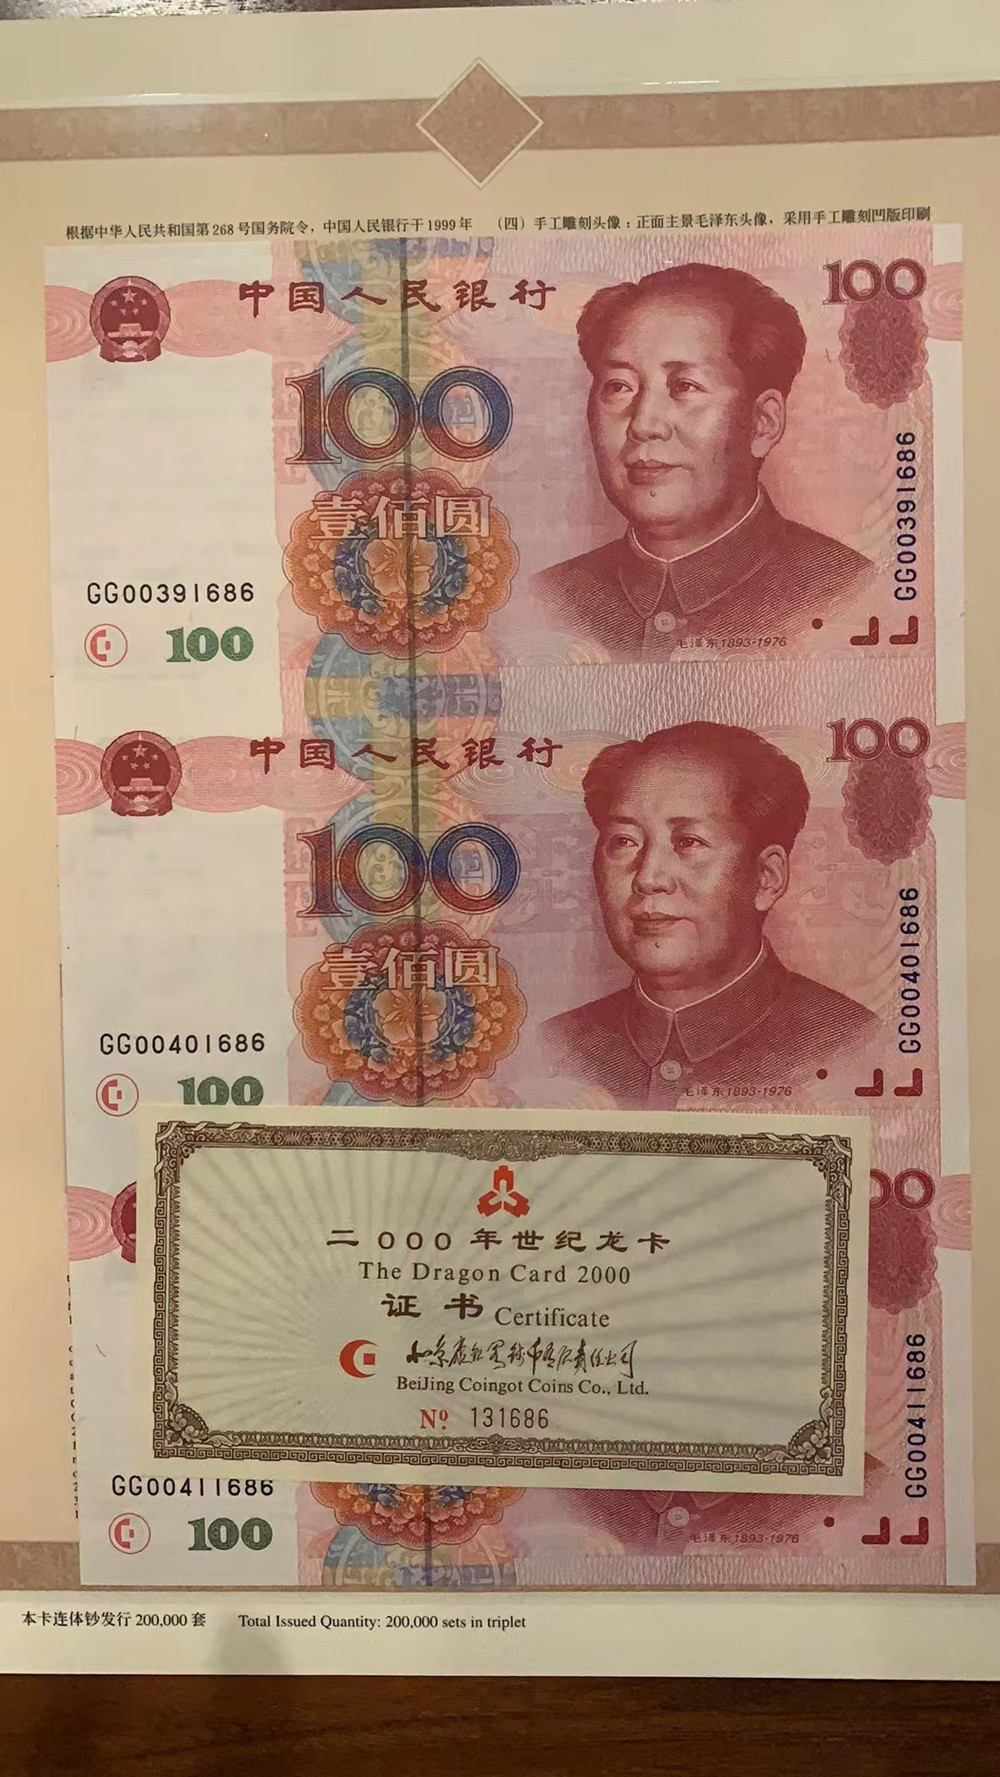 根据中华人民共和国第268号国务院令，中国人民银行于1999年
（四）手工雕刻头像：正面主景毛泽东头像，采用手工雕刻凹版印刷
中国人民银行
100
100
壹佰圆
GG00391686
GG00391686
100
毛泽东1893-1976
中国人民银行
100
100
壹佰圆
GG00401686
GG00401686
100
毛泽东1893-1976
00
二000年世纪龙卡
The Dragon Card 2000
证书 Certificate
BeiJing Coingot Coins Co., Ltd.
Nº 131686
GG00411686
GG00411686
100
毛泽东1893-1976
本卡连体钞发行 200,000 套 Total Issued Quantity: 200,000 sets in triplet